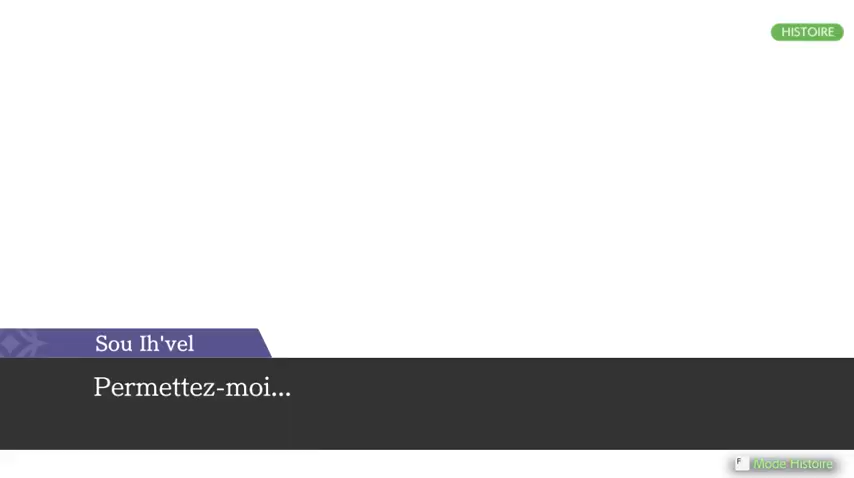 HISTOIRE
Sou Ih'vel
Permettez-moi...
F Mode Histoire